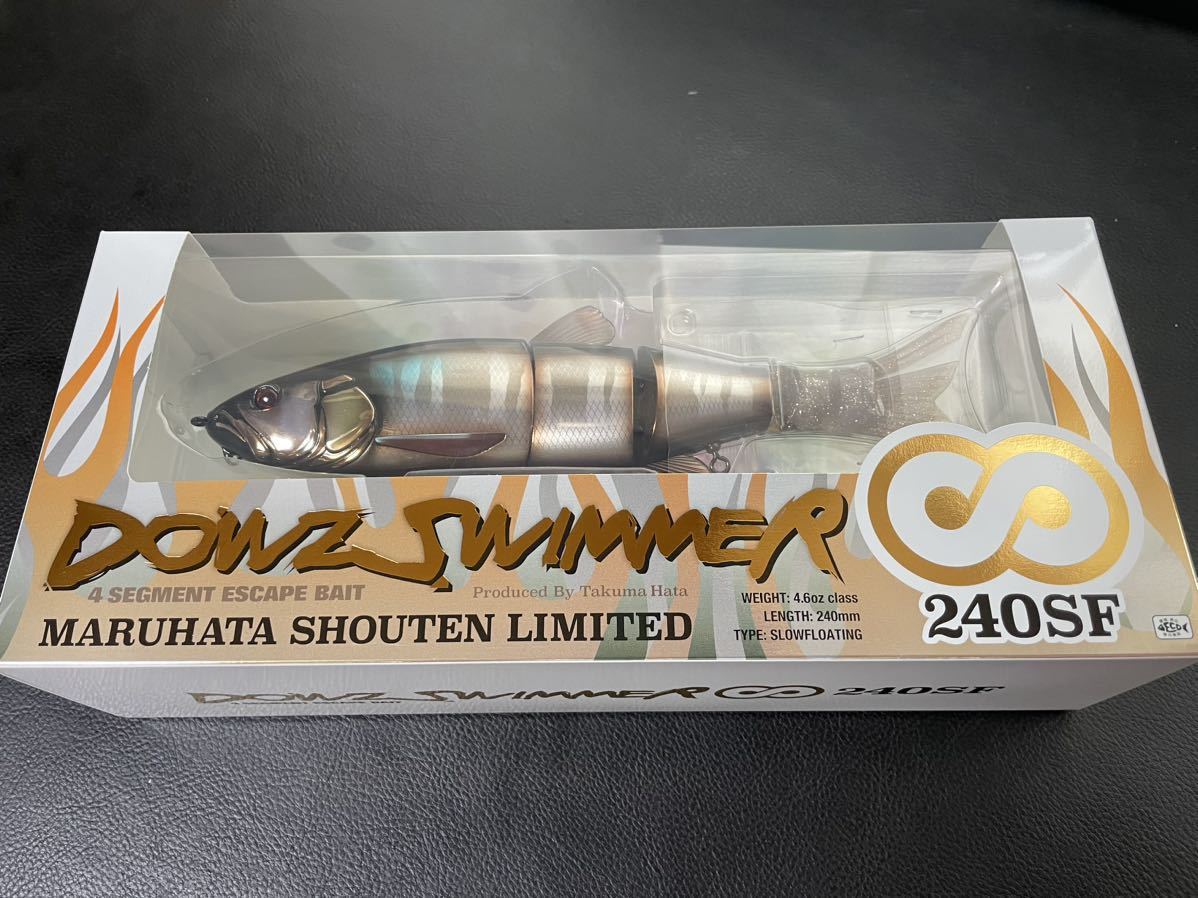 DOWZ SWIMMER
4 SEGMENT ESCAPE BAIT
Produced By Takuma Hata
MARUHATA SHOUTEN LIMITED
WEIGHT: 4.6oz class
LENGTH: 240mm
TYPE: SLOWFLOATING
240SF
DOWZ SWIMMER 240SF